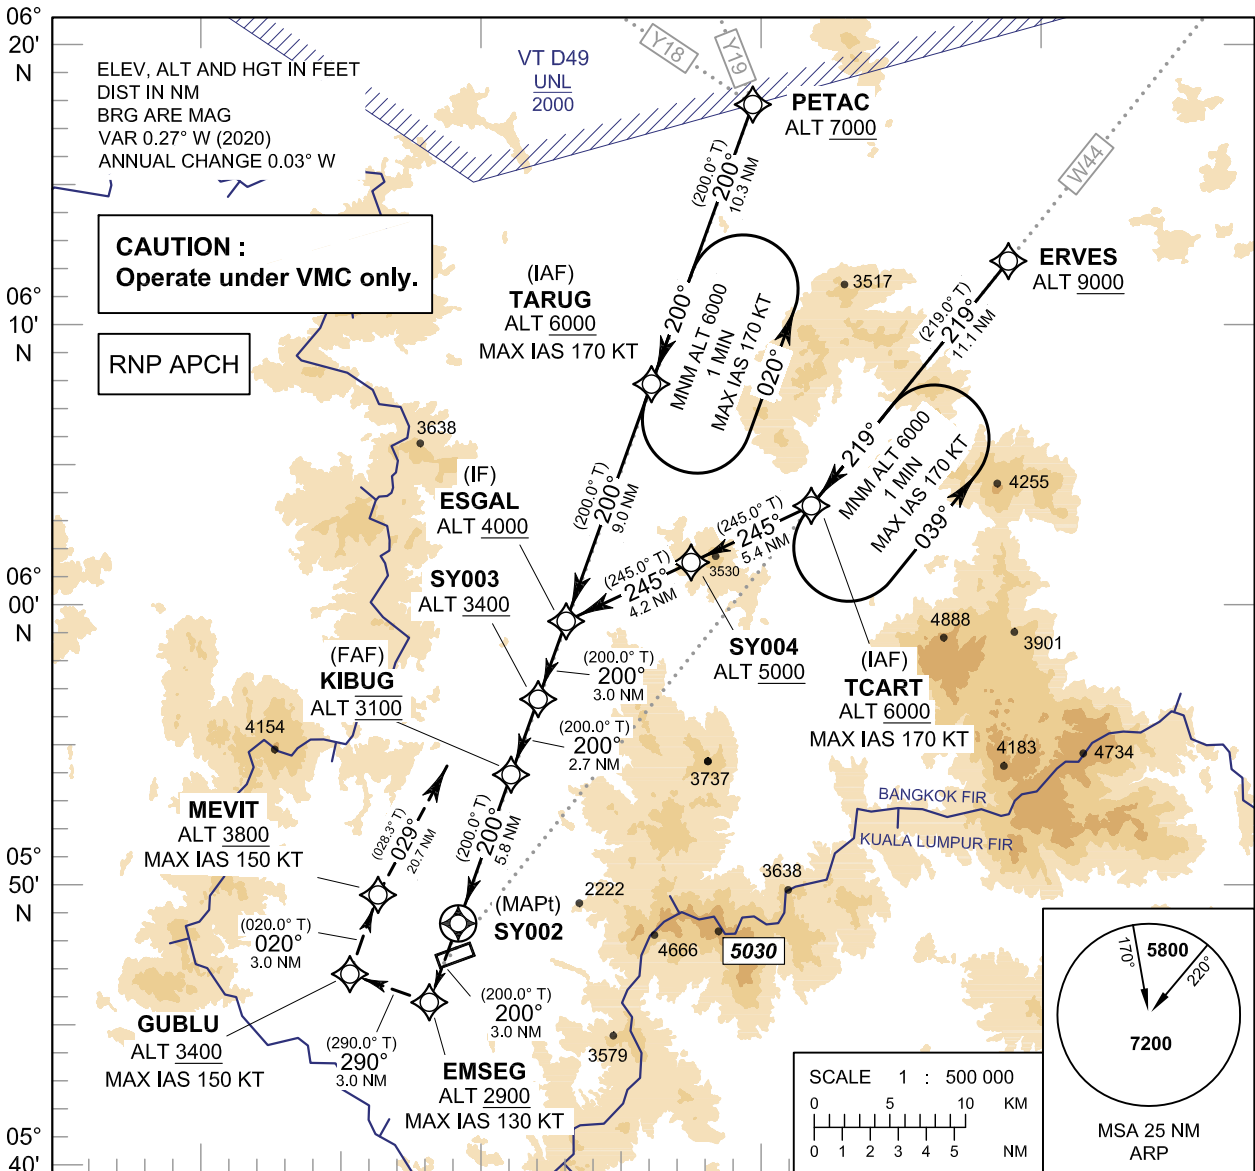 06°
20'
N
ELEV, ALT AND HGT IN FEET
DIST IN NM
BRG ARE MAG
VAR 0.27° W (2020)
ANNUAL CHANGE 0.03° W
VT D49
UNL
2000
Y18
Y19
PETAC
ALT 7000
W44
(200.0° T)
200°
10.3 NM
CAUTION :
Operate under VMC only.
RNP APCH
ERVES
ALT 9000
(219.0° T)
219°
11.1 NM
06°
10'
N
(IAF)
TARUG
ALT 6000
MAX IAS 170 KT
200°
MNM ALT 6000
1 MIN
MAX IAS 170 KT
020°
3517
219°
MNM ALT 6000
1 MIN
MAX IAS 170 KT
039°
3638
4255
(IF)
ESGAL
ALT 4000
(200.0° T)
200°
9.0 NM
(245.0° T)
245°
5.4 NM
3530
(245.0° T)
245°
4.2 NM
06°
00'
N
SY003
ALT 3400
SY004
ALT 5000
4888
3901
(IAF)
TCART
ALT 6000
MAX IAS 170 KT
(FAF)
KIBUG
ALT 3100
(200.0° T)
200°
3.0 NM
(200.0° T)
200°
2.7 NM
4154
3737
4183
4734
BANGKOK FIR
KUALA LUMPUR FIR
MEVIT
ALT 3800
MAX IAS 150 KT
(028.3° T)
029°
20.7 NM
(200.0° T)
200°
5.8 NM
05°
50'
N
2222
3638
(MAPt)
SY002
4666
5030
(020.0° T)
020°
3.0 NM
(200.0° T)
200°
3.0 NM
GUBLU
ALT 3400
MAX IAS 150 KT
(290.0° T)
290°
3.0 NM
EMSEG
ALT 2900
MAX IAS 130 KT
3579
170°
5800
220°
7200
MSA 25 NM
ARP
SCALE 1 : 500 000
0 5 10 KM
0 1 2 3 4 5 NM
05°
40'